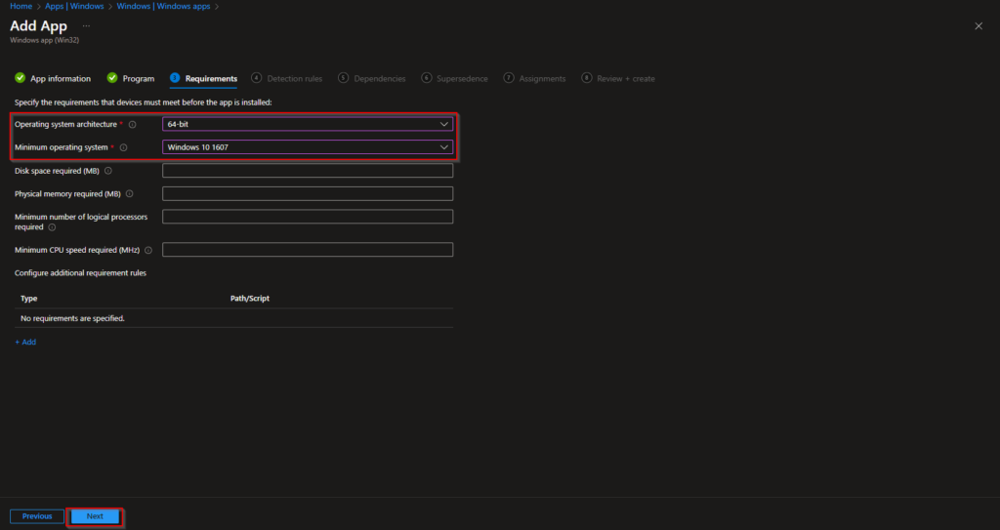 Home > Apps | Windows > Windows | Windows apps >
Add App ...
Windows app (Win32)
App information
Program
3 Requirements
4 Detection rules
5 Dependencies
6 Supersedence
7 Assignments
8 Review + create
Specify the requirements that devices must meet before the app is installed:
Operating system architecture * 64-bit
Minimum operating system * Windows 10 1607
Disk space required (MB)
Physical memory required (MB)
Minimum number of logical processors
required
Minimum CPU speed required (MHz)
Configure additional requirement rules
Type Path/Script
No requirements are specified.
+ Add
Previous Next